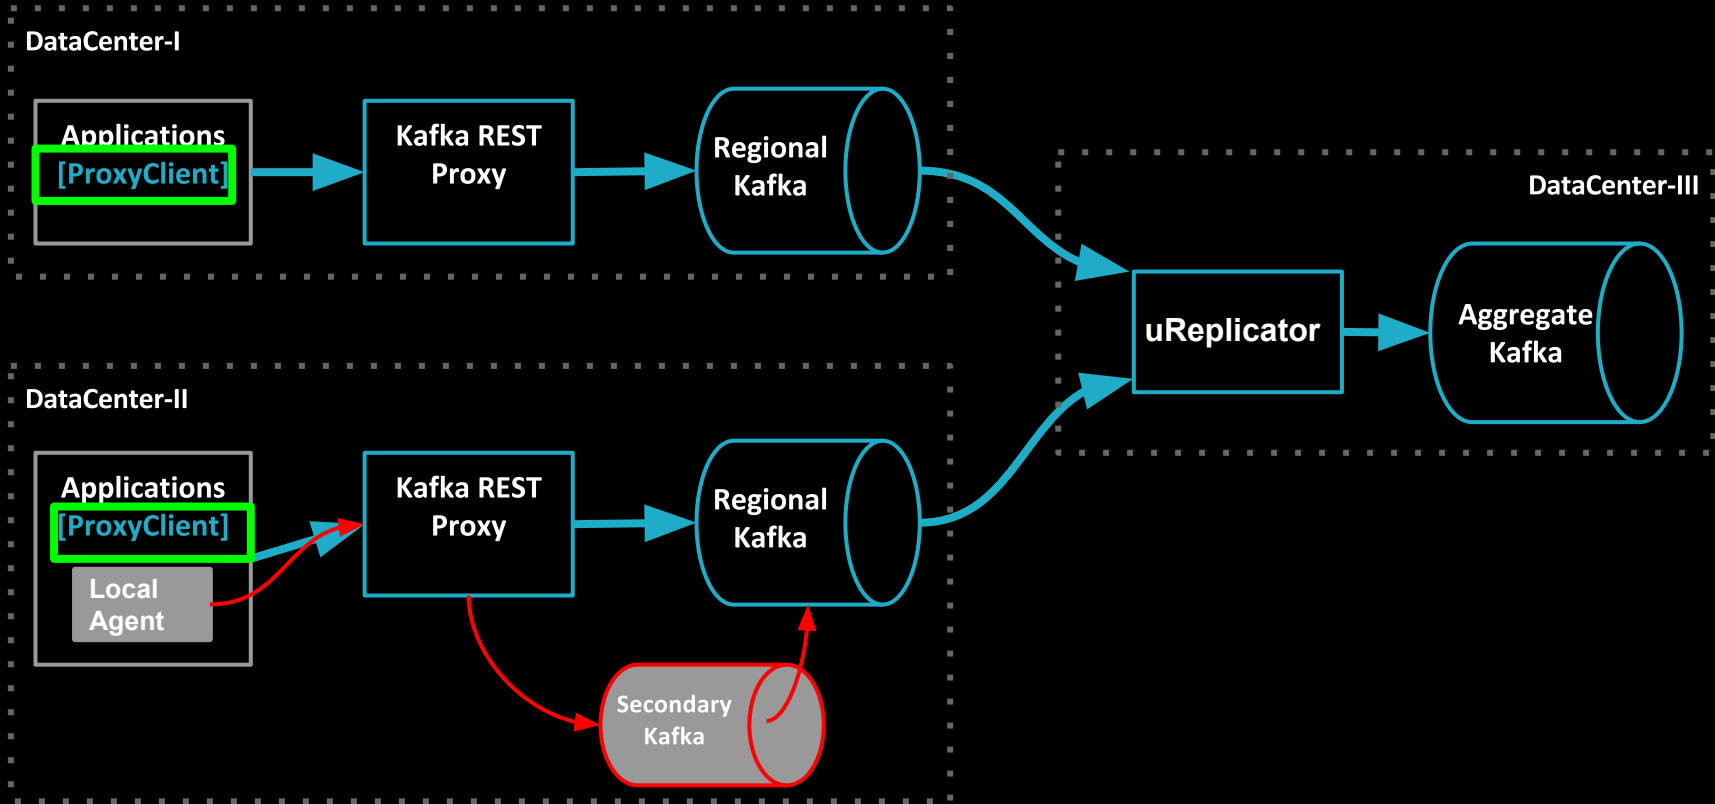 DataCenter-I
Applications
[ProxyClient]
Kafka REST
Proxy
Regional
Kafka
DataCenter-III
uReplicator
Aggregate
Kafka
DataCenter-II
Applications
[ProxyClient]
Local
Agent
Kafka REST
Proxy
Regional
Kafka
Secondary
Kafka